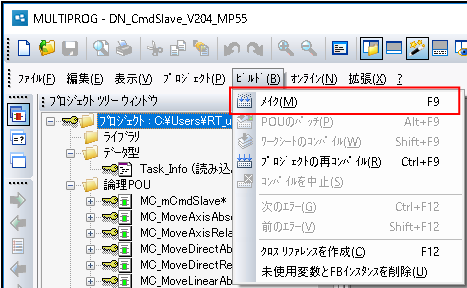 MULTIPROG - DN_CmdSlave_V204_MP55
ﾌｧｲﾙ(F) 編集(E) 表示(V) ﾌﾟﾛｼﾞｪｸﾄ(P) ﾋﾞﾙﾄﾞ(B) ｵﾝﾗｲﾝ(N) 拡張(X) ?
プロジェクト ツリー ウィンドウ
プロジェクト : C:¥Users¥RT_u
ライブラリ
データ型
Task_Info (読み込み
論理POU
MC_mCmdSlave*
MC_MoveAxisAbso
MC_MoveAxisRela
MC_MoveDirectAb
MC_MoveDirectRe
MC_MoveLinearAb
ﾒｲｸ(M) F9
POUのﾊﾟｯﾁ(P) Alt+F9
ﾜｰｸｼｰﾄのｺﾝﾊﾟｲﾙ(W) Shift+F9
ﾌﾟﾛｼﾞｪｸﾄの再ｺﾝﾊﾟｲﾙ(R) Ctrl+F9
ｺﾝﾊﾟｲﾙを中止(S)
次のｴﾗｰ(G) Ctrl+F12
前のｴﾗｰ(V) Shift+F12
ｸﾛｽ ﾘﾌｧﾚﾝｽを作成(C) F12
未使用変数とFBｲﾝｽﾀﾝｽを削除(U)